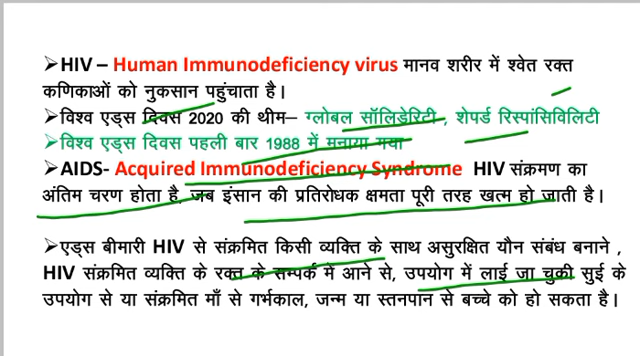 ➢HIV – Human Immunodeficiency virus मानव शरीर में श्वेत रक्त
कणिकाओं को नुकसान पहुंचाता है।
➢विश्व एड्स दिवस 2020 की थीम– ग्लोबल सॉलिडेरिटी , शेपर्ड रिस्पांसिविलिटी
➢विश्व एड्स दिवस पहली बार 1988 में मनाया गया
➢AIDS- Acquired Immunodeficiency Syndrome HIV संक्रमण का
अंतिम चरण होता है, जब इंसान की प्रतिरोधक क्षमता पूरी तरह खत्म हो जाती है।
➢एड्स बीमारी HIV से संक्रमित किसी व्यक्ति के साथ असुरक्षित यौन संबंध बनाने ,
HIV संक्रमित व्यक्ति के रक्त के सम्पर्क में आने से, उपयोग में लाई जा चुकी सुई के
उपयोग से या संक्रमित माँ से गर्भकाल, जन्म या स्तनपान से बच्चे को हो सकता है।